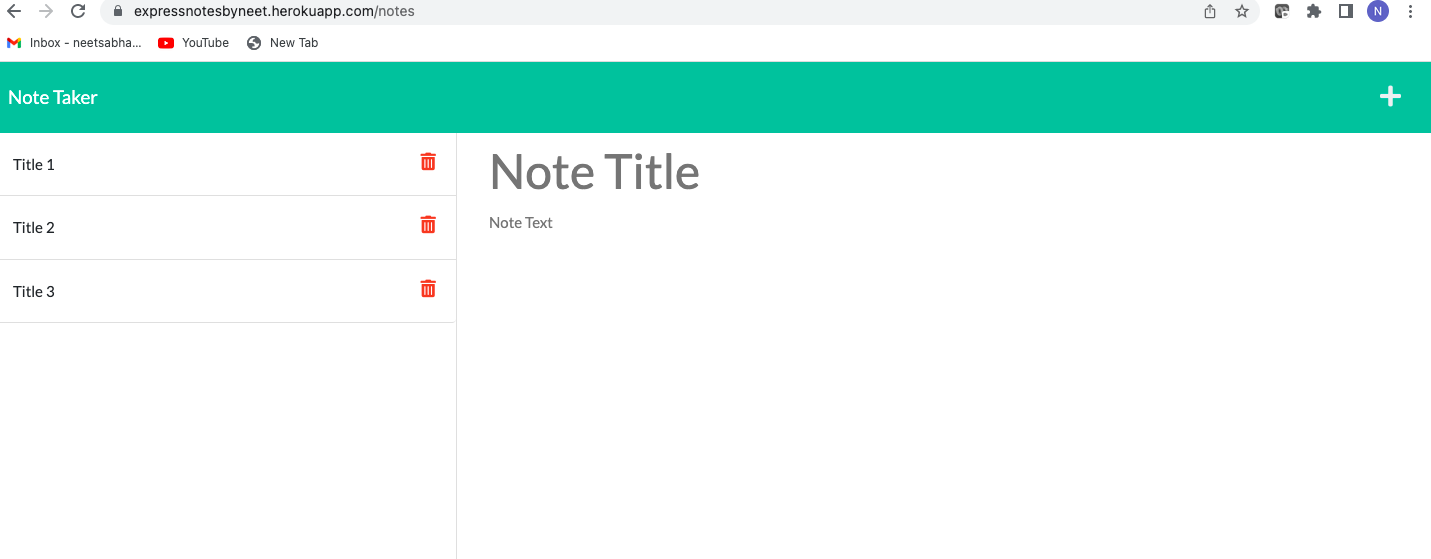 expressnotesbyneet.herokuapp.com/notes
N
Inbox - neetsabha... YouTube New Tab
Note Taker
Title 1
Title 2
Title 3
Note Title
Note Text